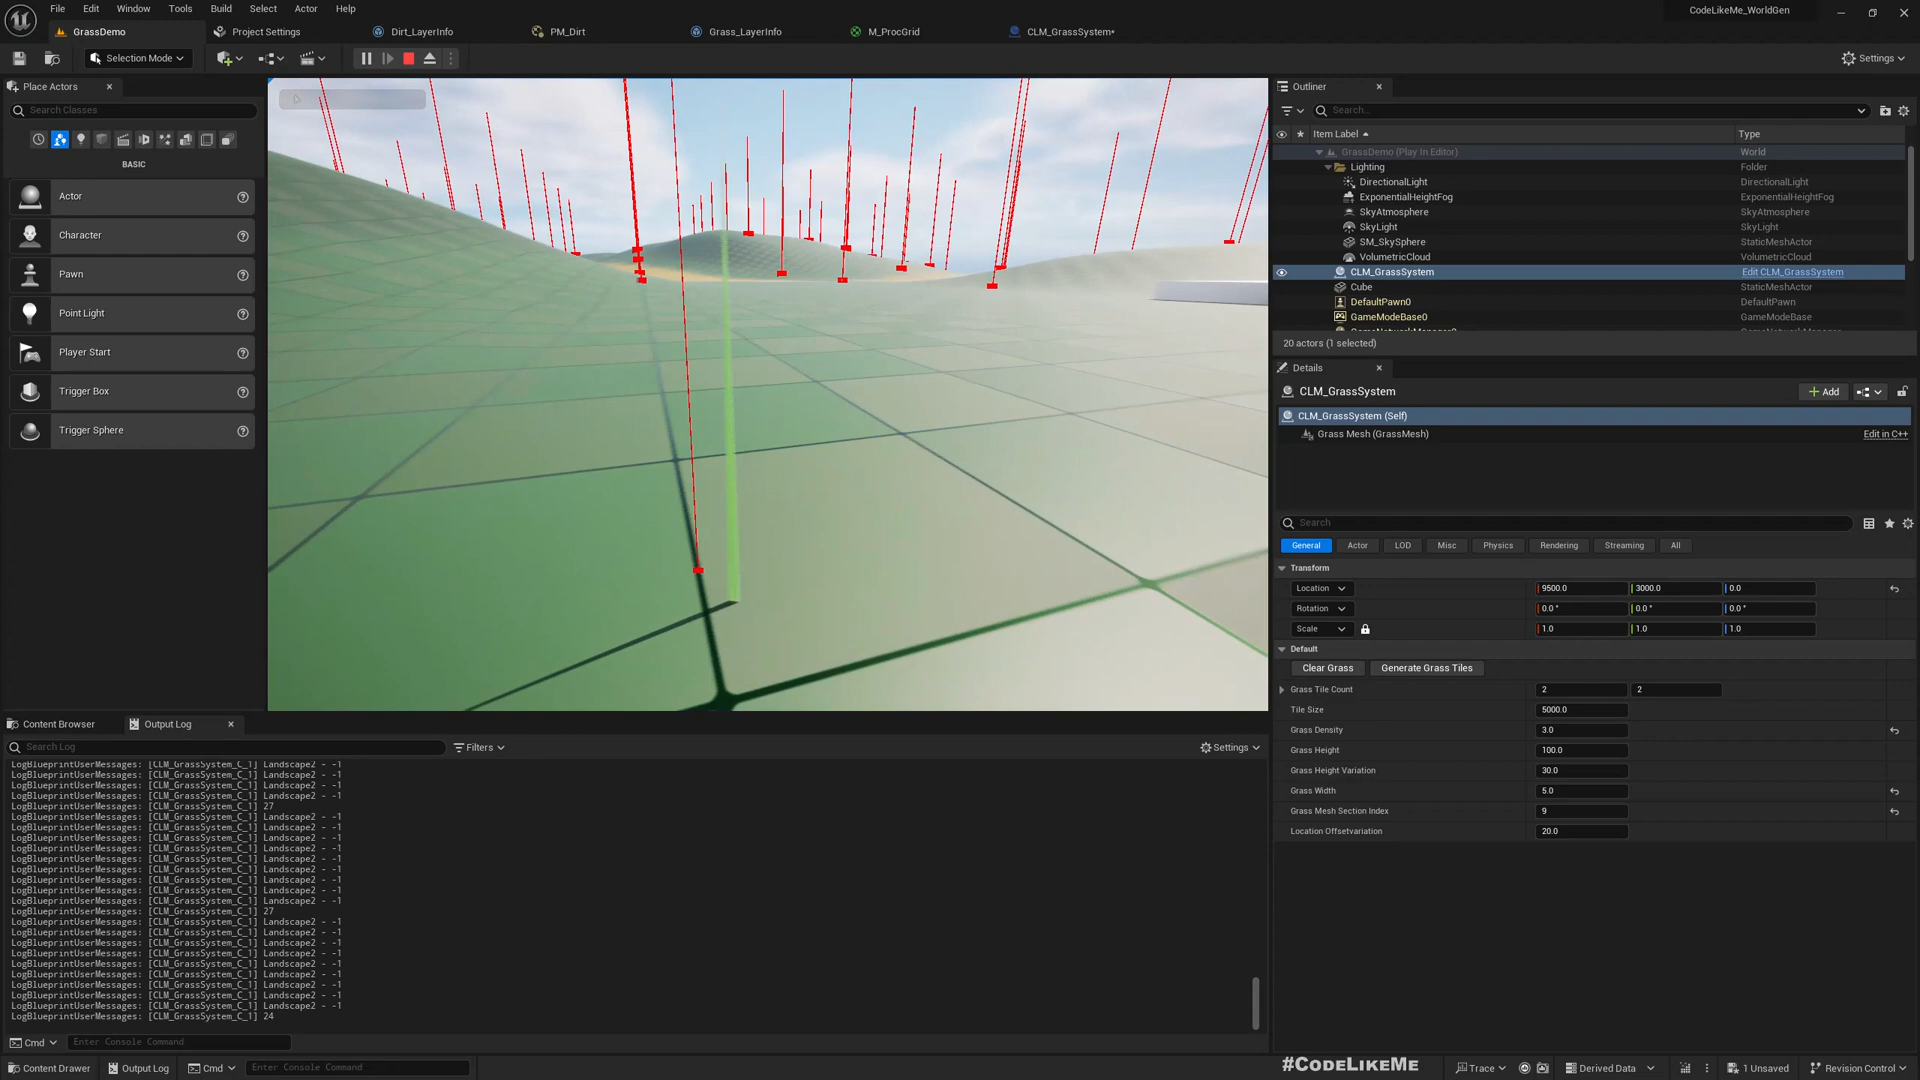 File Edit Window Tools Build Select Actor Help
CodeLikeMe_WorldGen
GrassDemo Project Settings Dirt_LayerInfo PM_Dirt Grass_LayerInfo M_ProcGrid CLM_GrassSystem*
Selection Mode
Settings
Place Actors
Search Classes
BASIC
Actor
Character
Pawn
Point Light
Player Start
Trigger Box
Trigger Sphere
Outliner
Search...
Item Label Type
GrassDemo (Play In Editor) World
Lighting Folder
DirectionalLight DirectionalLight
ExponentialHeightFog ExponentialHeightFog
SkyAtmosphere SkyAtmosphere
SkyLight SkyLight
SM_SkySphere StaticMeshActor
VolumetricCloud VolumetricCloud
CLM_GrassSystem Edit CLM_GrassSystem
Cube StaticMeshActor
DefaultPawn0 DefaultPawn
GameModeBase0 GameModeBase
20 actors (1 selected)
Details
CLM_GrassSystem
Add
CLM_GrassSystem (Self)
Grass Mesh (GrassMesh) Edit in C++
Search
General Actor LOD Misc Physics Rendering Streaming All
Transform
Location 9500.0 3000.0 0.0
Rotation 0.0° 0.0° 0.0°
Scale 1.0 1.0 1.0
Default
Clear Grass Generate Grass Tiles
Grass Tile Count 2 2
Tile Size 5000.0
Grass Density 3.0
Grass Height 100.0
Grass Height Variation 30.0
Grass Width 5.0
Grass Mesh Section Index 9
Location Offsetvariation 20.0
Content Browser Output Log
Search Log Filters Settings
LogBlueprintUserMessages: [CLM_GrassSystem_C_1] Landscape2 - -1
LogBlueprintUserMessages: [CLM_GrassSystem_C_1] Landscape2 - -1
LogBlueprintUserMessages: [CLM_GrassSystem_C_1] Landscape2 - -1
LogBlueprintUserMessages: [CLM_GrassSystem_C_1] Landscape2 - -1
LogBlueprintUserMessages: [CLM_GrassSystem_C_1] 27
LogBlueprintUserMessages: [CLM_GrassSystem_C_1] Landscape2 - -1
LogBlueprintUserMessages: [CLM_GrassSystem_C_1] Landscape2 - -1
LogBlueprintUserMessages: [CLM_GrassSystem_C_1] Landscape2 - -1
LogBlueprintUserMessages: [CLM_GrassSystem_C_1] Landscape2 - -1
LogBlueprintUserMessages: [CLM_GrassSystem_C_1] Landscape2 - -1
LogBlueprintUserMessages: [CLM_GrassSystem_C_1] Landscape2 - -1
LogBlueprintUserMessages: [CLM_GrassSystem_C_1] Landscape2 - -1
LogBlueprintUserMessages: [CLM_GrassSystem_C_1] Landscape2 - -1
LogBlueprintUserMessages: [CLM_GrassSystem_C_1] Landscape2 - -1
LogBlueprintUserMessages: [CLM_GrassSystem_C_1] 27
LogBlueprintUserMessages: [CLM_GrassSystem_C_1] Landscape2 - -1
LogBlueprintUserMessages: [CLM_GrassSystem_C_1] Landscape2 - -1
LogBlueprintUserMessages: [CLM_GrassSystem_C_1] Landscape2 - -1
LogBlueprintUserMessages: [CLM_GrassSystem_C_1] Landscape2 - -1
LogBlueprintUserMessages: [CLM_GrassSystem_C_1] Landscape2 - -1
LogBlueprintUserMessages: [CLM_GrassSystem_C_1] Landscape2 - -1
LogBlueprintUserMessages: [CLM_GrassSystem_C_1] Landscape2 - -1
LogBlueprintUserMessages: [CLM_GrassSystem_C_1] Landscape2 - -1
LogBlueprintUserMessages: [CLM_GrassSystem_C_1] Landscape2 - -1
LogBlueprintUserMessages: [CLM_GrassSystem_C_1] 24
Cmd Enter Console Command
Content Drawer Output Log Cmd Enter Console Command
#CODELIKEME
Trace Derived Data 1 Unsaved Revision Control